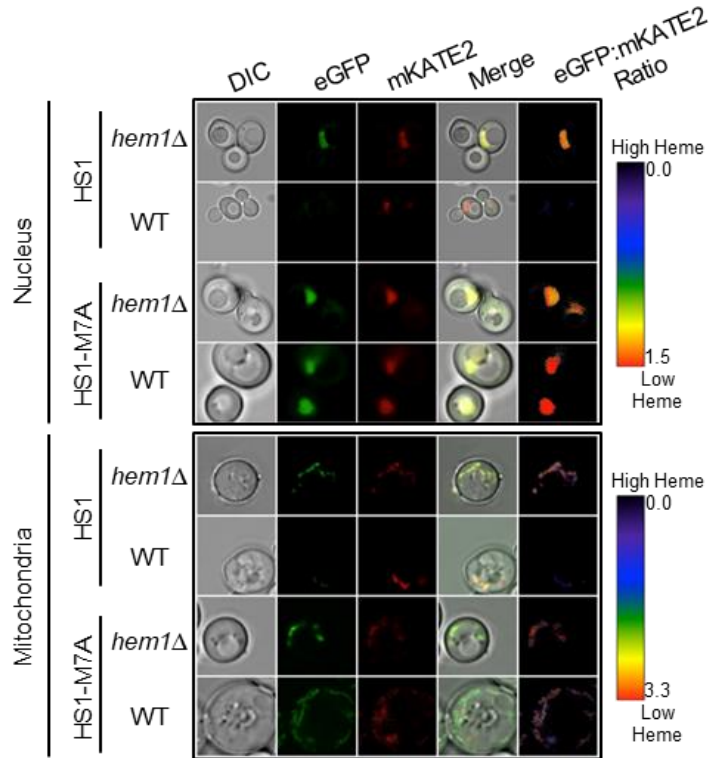 DIC
eGFP
mKATE2
Merge
eGFP:mKATE2
Ratio
Nucleus
HS1
hem1Δ
WT
HS1-M7A
hem1Δ
WT
High Heme
0.0
1.5
Low
Heme
Mitochondria
HS1
hem1Δ
WT
HS1-M7A
hem1Δ
WT
High Heme
0.0
3.3
Low
Heme